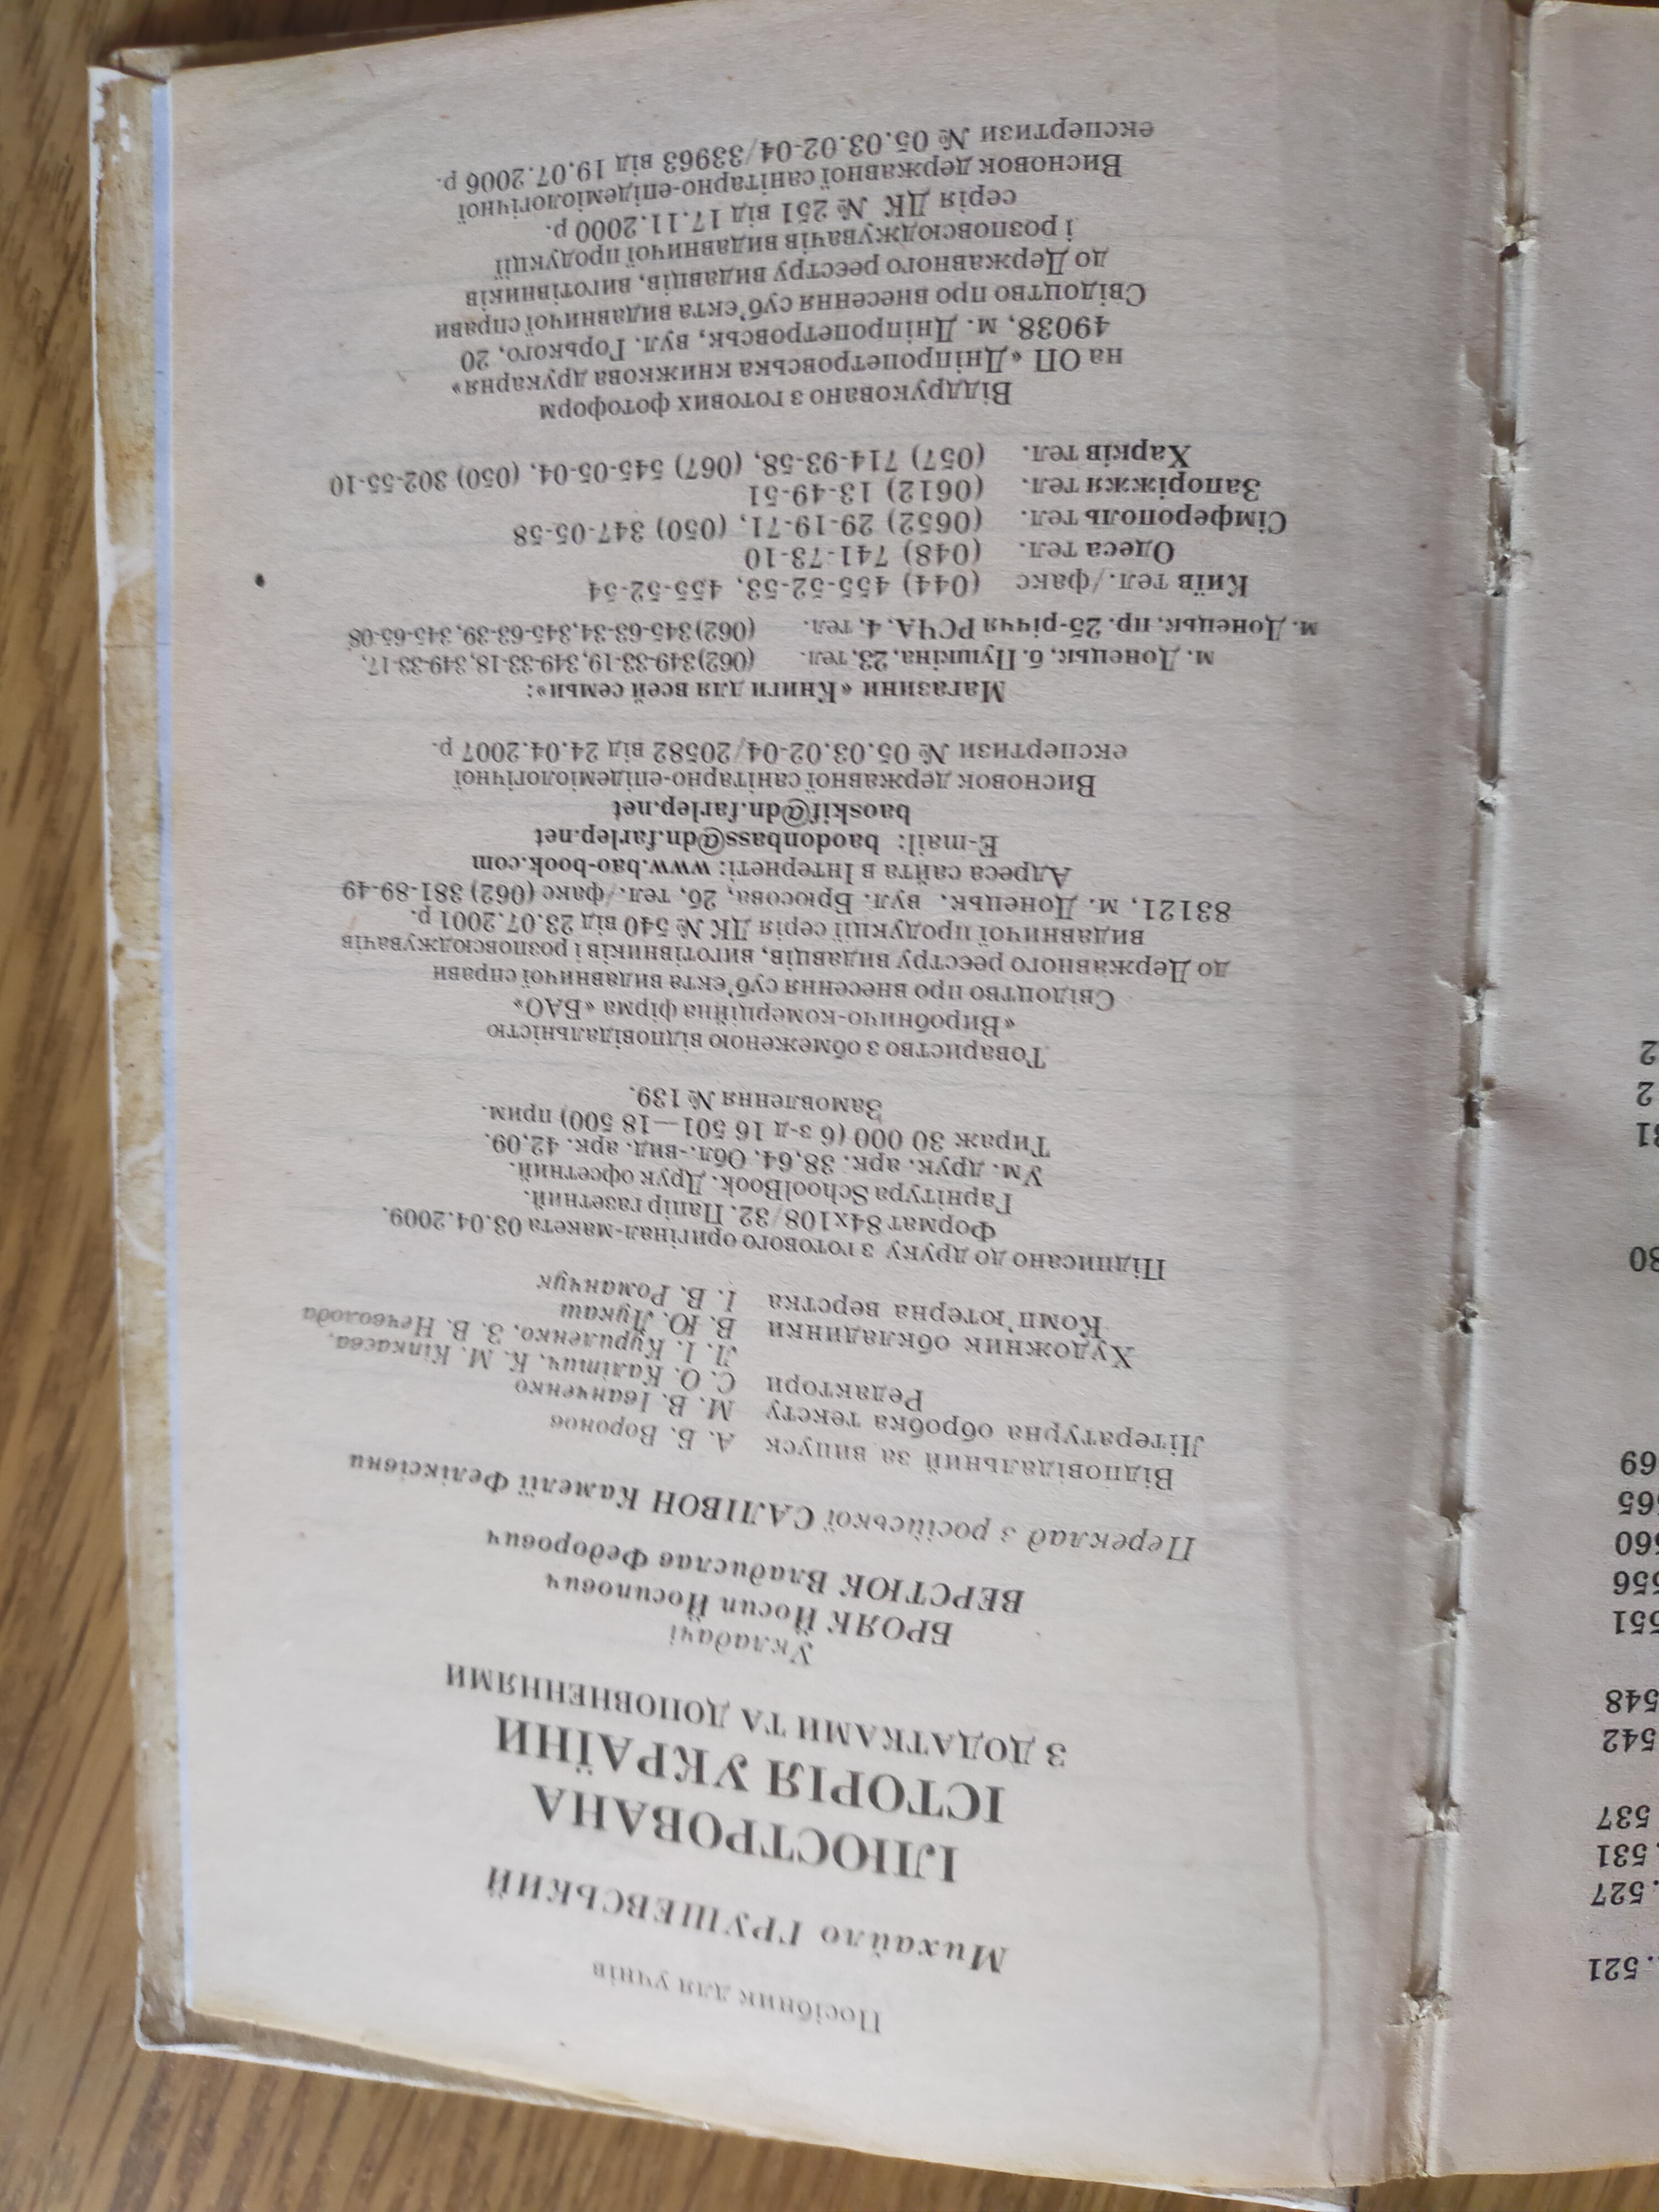 Посібник для учнів
Михайло ГРУШЕВСЬКИЙ
ІЛЮСТРОВАНА
ІСТОРІЯ УКРАЇНИ
З ДОДАТКАМИ ТА ДОПОВНЕННЯМИ
Укладачі
БРОЯК Йосип Йосипович
ВЕРСТЮК Владислав Федорович
Переклад з російської САЛІВОН Камелії Феліксівни
Відповідальний за випуск А. Б. Воронов
Літературна обробка тексту М. В. Іванченко
Редактори С. О. Калітич, К. М. Кіпкаєва,
Л. І. Куриленко, З. В. Нечволода
Художник обкладинки В. Ю. Лукаш
Комп'ютерна верстка І. В. Романчук
Підписано до друку з готового оригінал-макета 03.04.2009.
Формат 84х108/32. Папір газетний.
Гарнітура SchoolBook. Друк офсетний.
Ум. друк. арк. 38,64. Обл.-вид. арк. 42,09.
Тираж 30 000 (6 з-д 16 501—18 500) прим.
Замовлення № 139.
Товариство з обмеженою відповідальністю
«Виробничо-комерційна фірма «БАО»
Свідоцтво про внесення суб'єкта видавничої справи
до Державного реєстру видавців, виготівників і розповсюджувачів
видавничої продукції серія ДК № 540 від 23.07.2001 р.
83121, м. Донецьк. вул. Брюсова, 26, тел./факс (062) 381-89-49
Адреса сайта в Інтернеті: www.bao-book.com
E-mail: baodonbass@dn.farlep.net
baoskif@dn.farlep.net
Висновок державної санітарно-епідеміологічної
експертизи № 05.03.02-04/20582 від 24.04.2007 р.
Магазини «Книги для всей семьи»:
м. Донецьк, б. Пушкіна, 23, тел. (062)349-33-19, 349-33-18, 349-33-17,
м. Донецьк, пр. 25-річчя РСЧА, 4, тел. (062)345-63-34,345-63-39, 345-65-08
Київ тел./факс (044) 455-52-53, 455-52-54
Одеса тел. (048) 741-73-10
Сімферополь тел. (0652) 29-19-71, (050) 347-05-58
Запоріжжя тел. (0612) 13-49-51
Харків тел. (057) 714-93-58, (067) 545-05-04, (050) 302-55-10
Віддруковано з готових фотоформ
на ОП «Дніпропетровська книжкова друкарня»
49038, м. Дніпропетровськ, вул. Горького, 20
Свідоцтво про внесення суб'єкта видавничої справи
до Державного реєстру видавців, виготівників
і розповсюджувачів видавничої продукції
серія ДК № 251 від 17.11.2000 р.
Висновок державної санітарно-епідеміологічної
експертизи № 05.03.02-04/33963 від 19.07.2006 р.
521
527
531
537
542
548